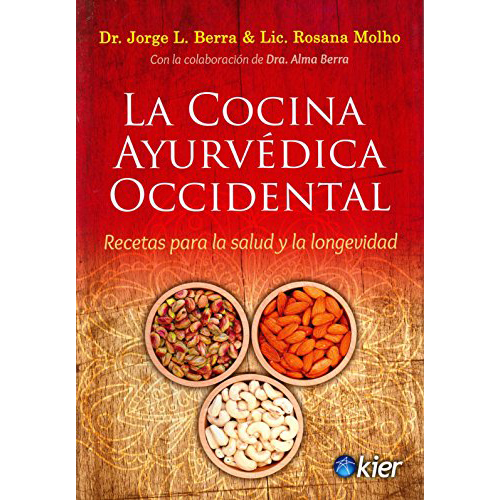 Dr. Jorge L. Berra & Lic. Rosana Molho
Con la colaboración de Dra. Alma Berra
La Cocina
Ayurvédica
Occidental
Recetas para la salud y la longevidad
kier